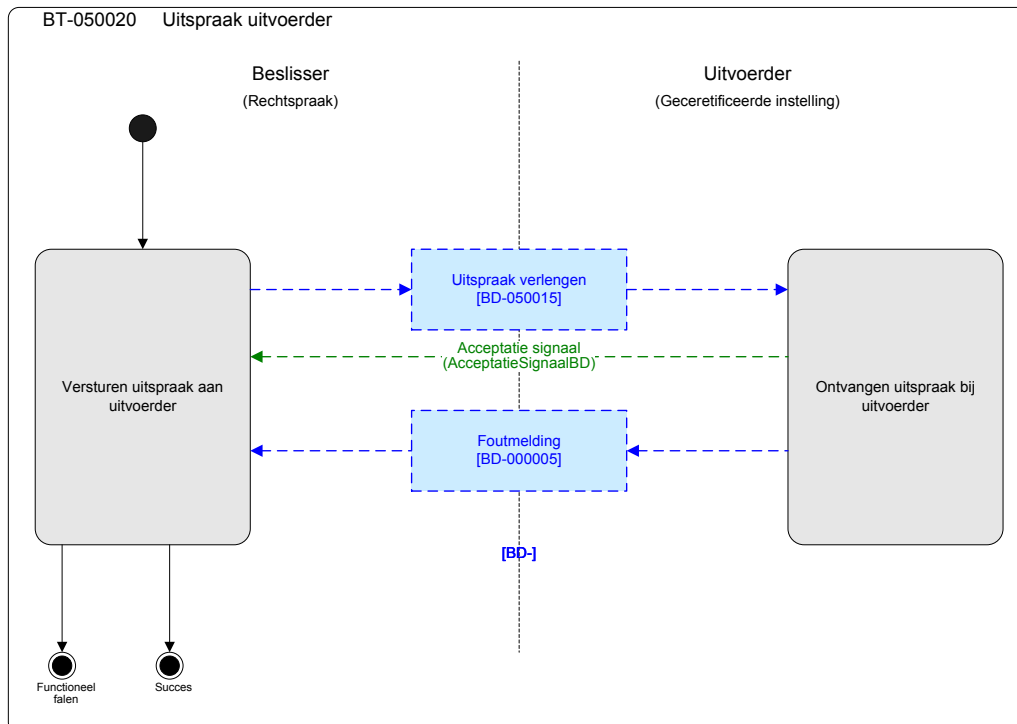 BT-050020 Uitspraak uitvoerder
Beslisser
(Rechtspraak)
Uitvoerder
(Geceretificeerde instelling)
Uitspraak verlengen
[BD-050015]
Acceptatie signaal
(AcceptatieSignaalBD)
Versturen uitspraak aan
uitvoerder
Ontvangen uitspraak bij
uitvoerder
Foutmelding
[BD-000005]
[BD-]
Functioneel
falen
Succes